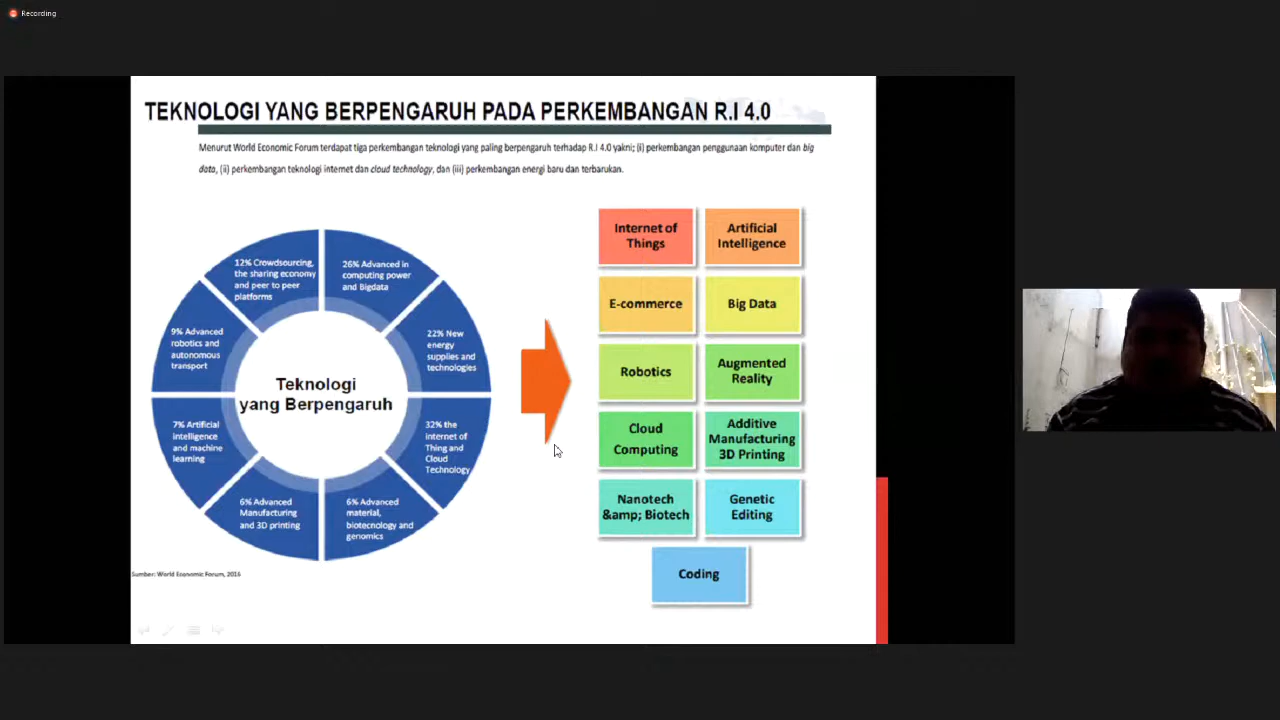 Recording
TEKNOLOGI YANG BERPENGARUH PADA PERKEMBANGAN R.I 4.0
Menurut World Economic Forum terdapat tiga perkembangan teknologi yang paling berpengaruh terhadap R.I 4.0 yakni; (i) perkembangan penggunaan komputer dan big
data, (ii) perkembangan teknologi internet dan cloud technology, dan (iii) perkembangan energi baru dan terbarukan.
12% Crowdsourcing,
the sharing economy
and peer to peer
platforms
26% Advanced in
computing power
and Bigdata
9% Advanced
robotics and
autonomous
transport
22% New
energy
supplies and
technologies
Teknologi
yang Berpengaruh
7% Artificial
intelligence
and machine
learning
32% the
internet of
Thing and
Cloud
Technology
6% Advanced
Manufacturing
and 3D printing
6% Advanced
material,
biotecnology and
genomics
Sumber: World Economic Forum, 2016
Internet of
Things
Artificial
Intelligence
E-commerce
Big Data
Robotics
Augmented
Reality
Cloud
Computing
Additive
Manufacturing
3D Printing
Nanotech
&amp; Biotech
Genetic
Editing
Coding